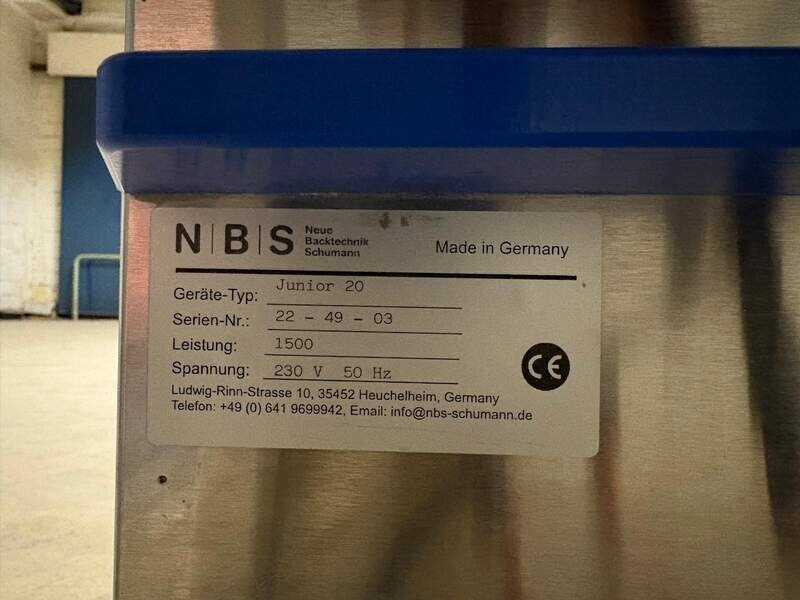 N|B|S Neue
Backtechnik
Schumann
Made in Germany
Geräte-Typ: Junior 20
Serien-Nr.: 22 - 49 - 03
Leistung: 1500
Spannung: 230 V 50 Hz
CE
Ludwig-Rinn-Strasse 10, 35452 Heuchelheim, Germany
Telefon: +49 (0) 641 9699942, Email: info@nbs-schumann.de